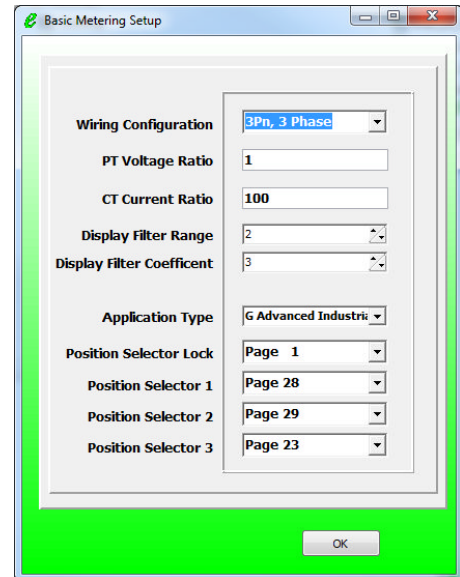 Basic Metering Setup
Wiring Configuration 3Pn, 3 Phase
PT Voltage Ratio 1
CT Current Ratio 100
Display Filter Range 2
Display Filter Coefficent 3
Application Type G Advanced Industria
Position Selector Lock Page 1
Position Selector 1 Page 28
Position Selector 2 Page 29
Position Selector 3 Page 23
OK